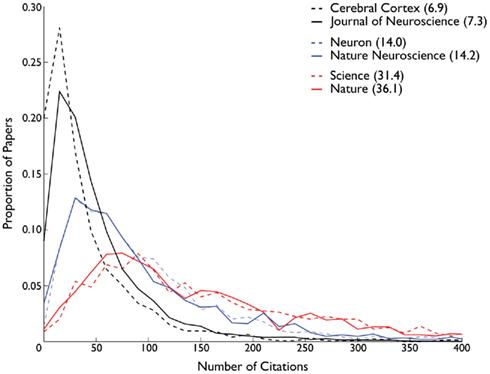 0.30
0.25
0.20
0.15
0.10
0.05
0
50
100
150
200
250
300
350
400
Proportion of Papers
Number of Citations
Cerebral Cortex (6.9)
Journal of Neuroscience (7.3)
Neuron (14.0)
Nature Neuroscience (14.2)
Science (31.4)
Nature (36.1)